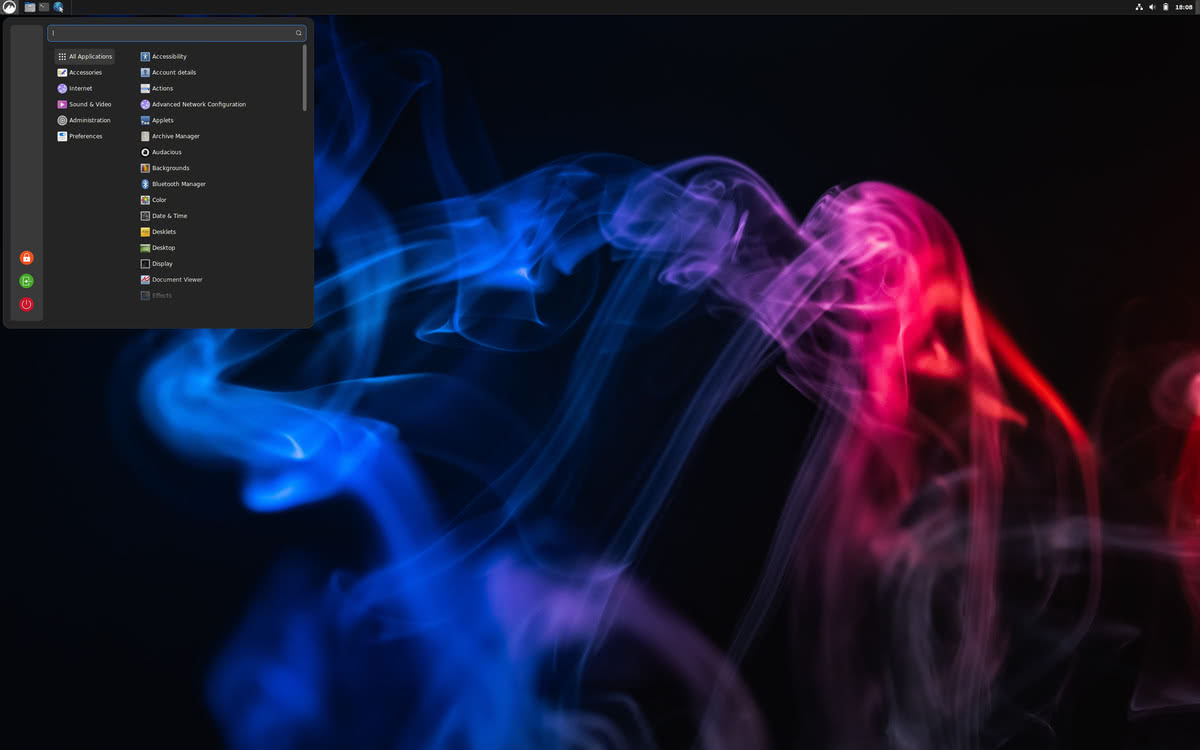 18:08
All Applications
Accessories
Internet
Sound & Video
Administration
Preferences
Accessibility
Account details
Actions
Advanced Network Configuration
Applets
Archive Manager
Audacious
Backgrounds
Bluetooth Manager
Color
Date & Time
Desklets
Desktop
Display
Document Viewer
Effects